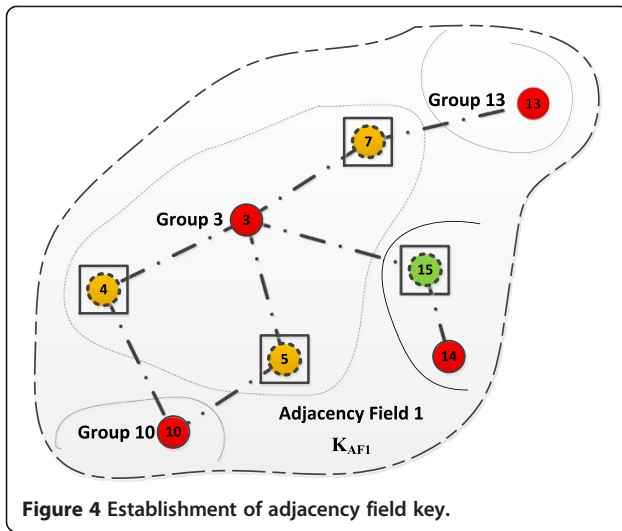 Group 13 13
7
Group 3 3
15
4
5
14
Adjacency Field 1
Group 10 10
K_AF1
Figure 4 Establishment of adjacency field key.